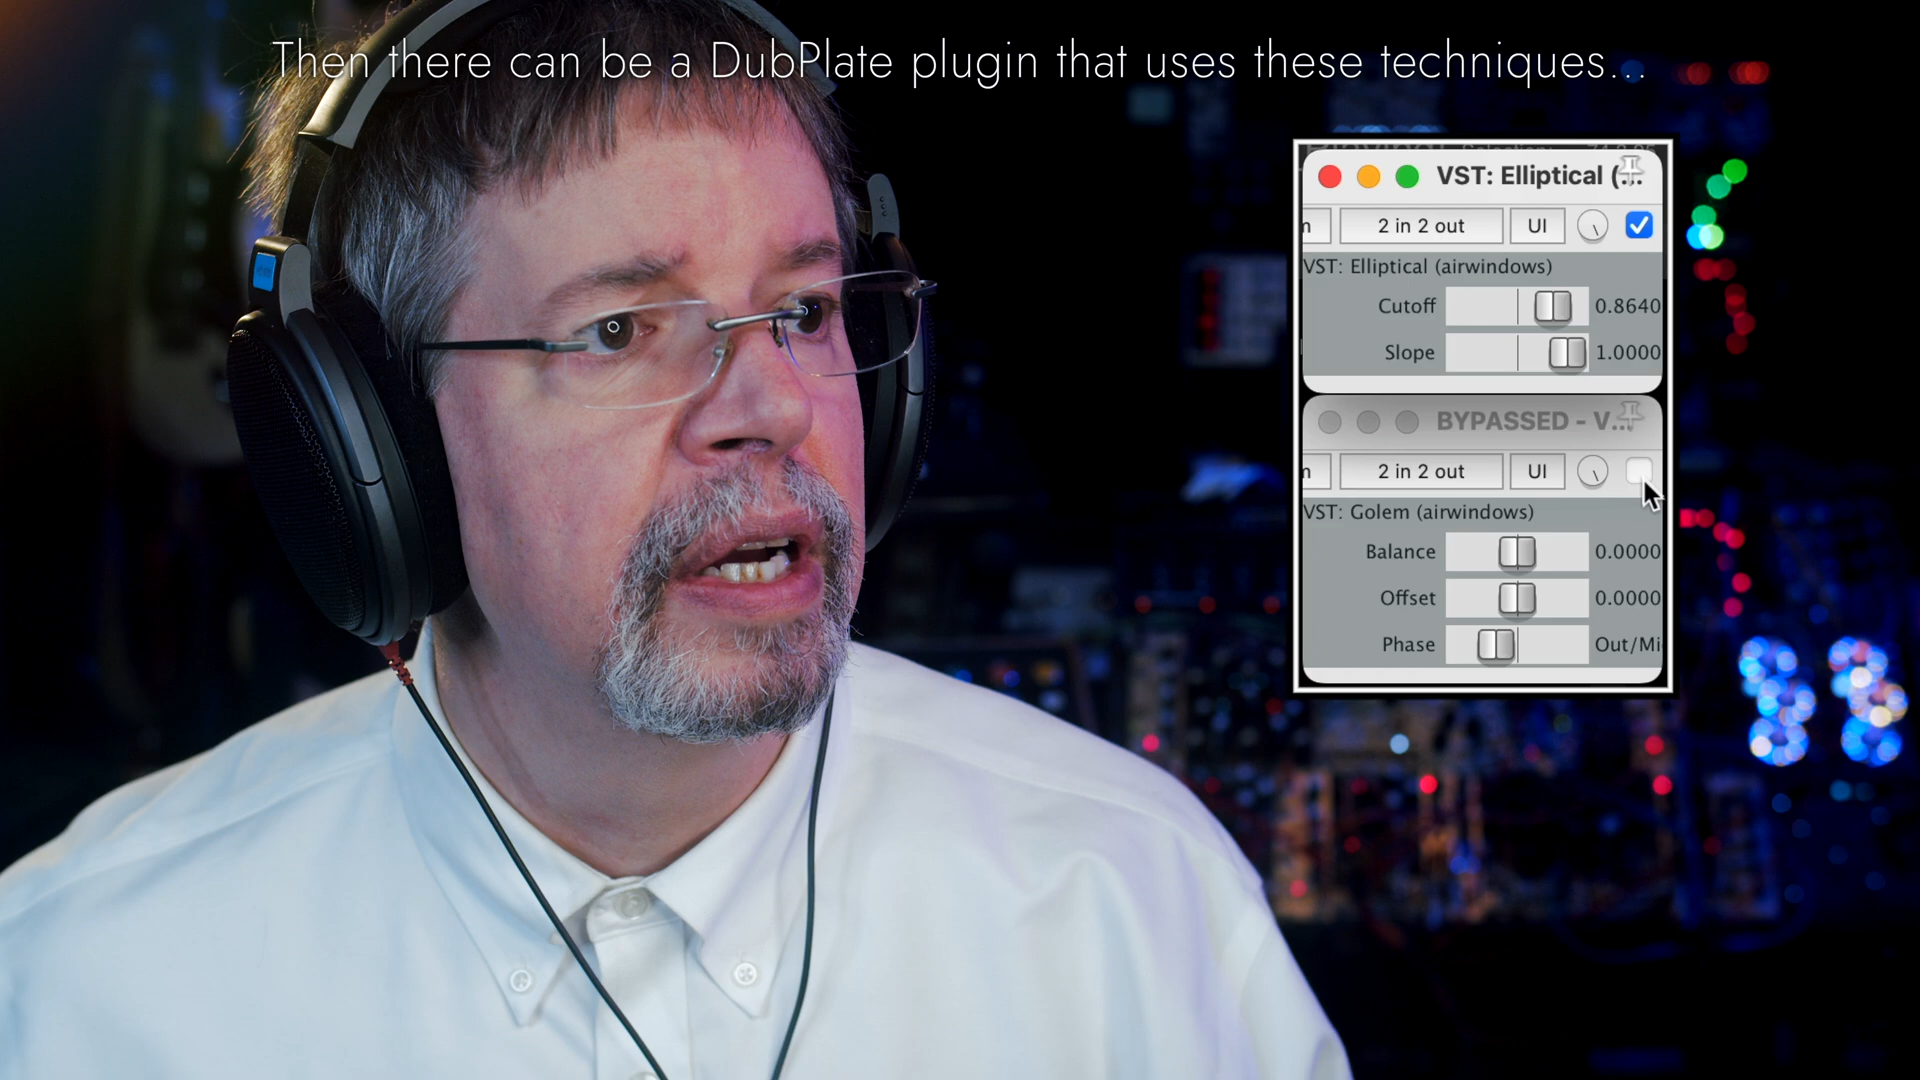 Then there can be a DubPlate plugin that uses these techniques...
VST: Elliptical (...
2 in 2 out UI
VST: Elliptical (airwindows)
Cutoff 0.8640
Slope 1.0000
BYPASSED - V...
2 in 2 out UI
VST: Golem (airwindows)
Balance 0.0000
Offset 0.0000
Phase Out/Mi